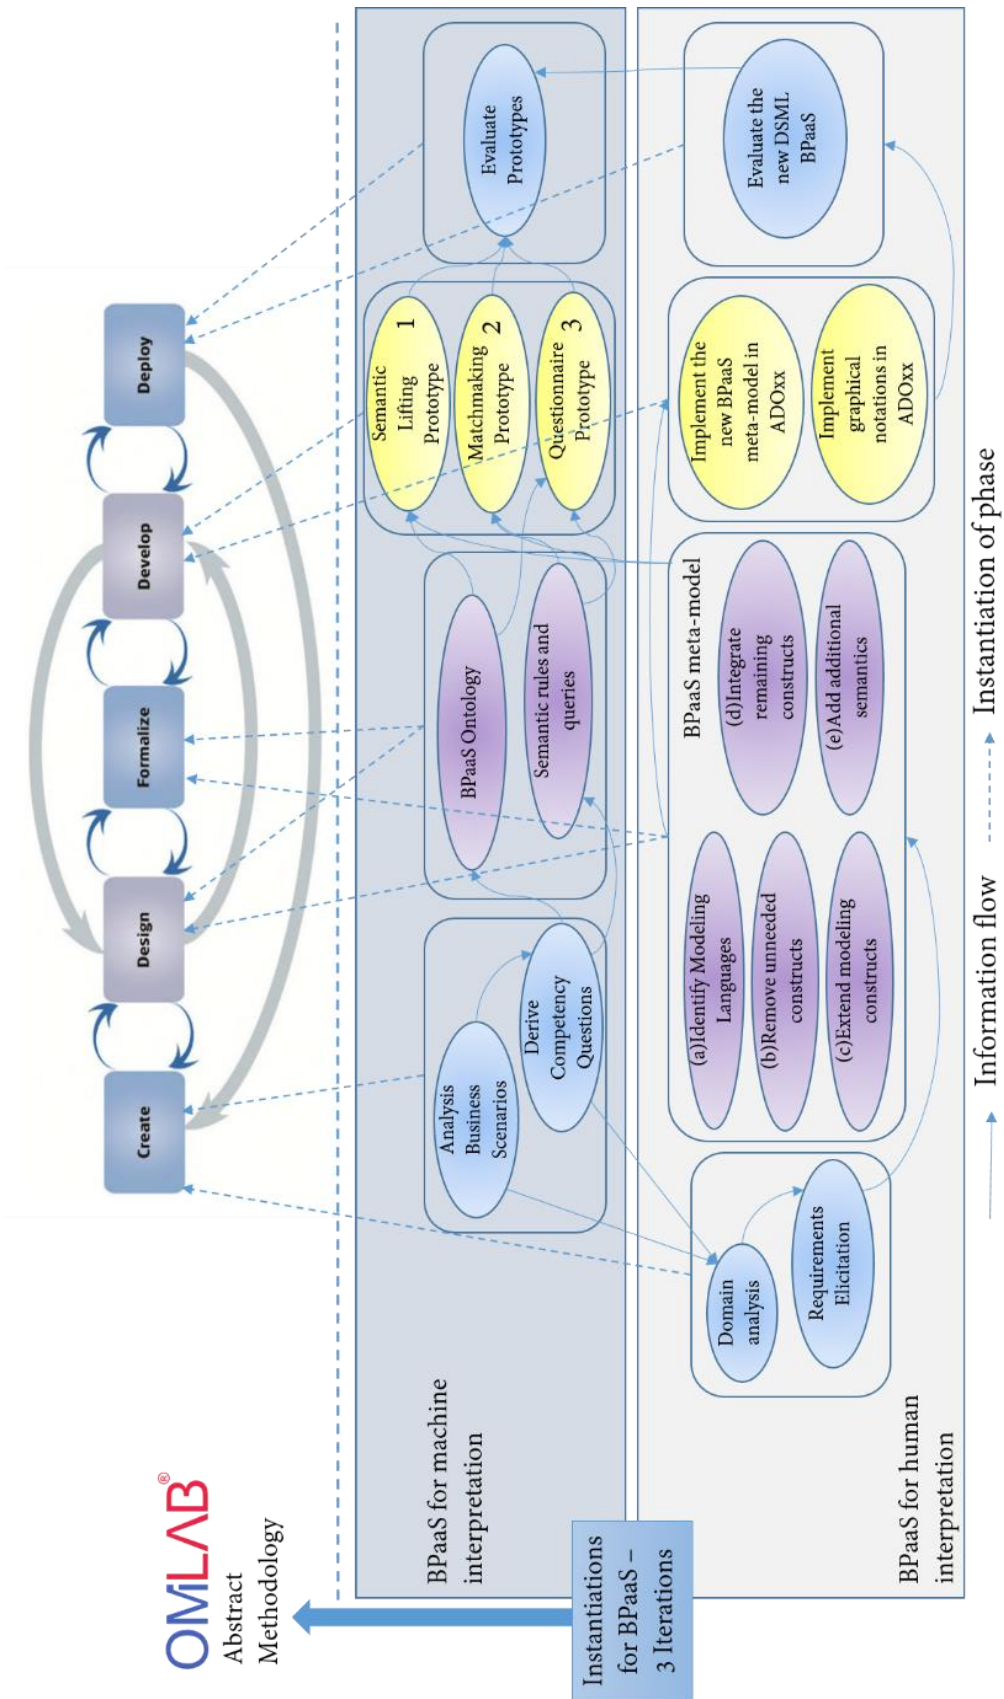 OMiLAB®
Abstract
Methodology
Create
Design
Formalize
Develop
Deploy
Instantiations
for BPaaS –
3 Iterations
BPaaS for machine
interpretation
Analysis
Business
Scenarios
Derive
Competency
Questions
BPaaS Ontology
Semantic rules and
queries
Semantic
Lifting
Prototype
1
Matchmaking
Prototype
2
Questionnaire
Prototype
3
Evaluate
Prototypes
BPaaS for human
interpretation
Domain
analysis
Requirements
Elicitation
BPaaS meta-model
(a)Identify Modeling
Languages
(b)Remove unneeded
constructs
(c)Extend modeling
constructs
(d)Integrate
remaining
constructs
(e)Add additional
semantics
Implement the
new BPaaS
meta-model in
ADOxx
Implement
graphical
notations in
ADOxx
Evaluate the
new DSML
BPaaS
Information flow
Instantiation of phase